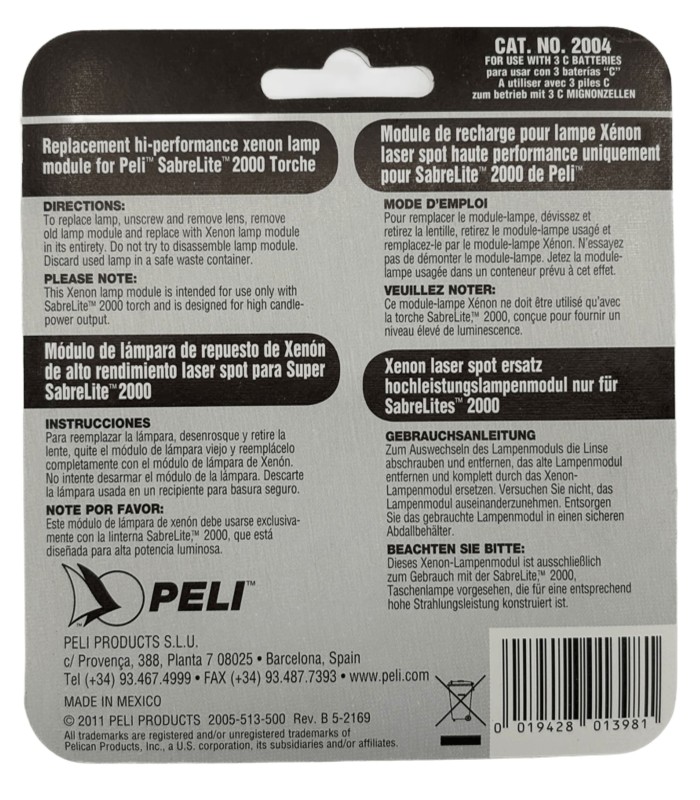 CAT. NO. 2004
FOR USE WITH 3 C BATTERIES
para usar con 3 baterías "C"
A utiliser avec 3 piles C
zum betrieb mit 3 C MIGNONZELLEN
Replacement hi-performance xenon lamp
module for Peli™ SabreLite™ 2000 Torche
DIRECTIONS:
To replace lamp, unscrew and remove lens, remove
old lamp module and replace with Xenon lamp module
in its entirety. Do not try to disassemble lamp module.
Discard used lamp in a safe waste container.
PLEASE NOTE:
This Xenon lamp module is intended for use only with
SabreLite™ 2000 torch and is designed for high candle-
power output.
Módulo de lámpara de repuesto de Xenón
de alto rendimiento laser spot para Super
SabreLite™ 2000
INSTRUCCIONES
Para reemplazar la lámpara, desenrosque y retire la
lente, quite el módulo de lámpara viejo y reemplácelo
completamente con el módulo de lámpara de Xenón.
No intente desarmar el módulo de la lámpara. Descarte
la lámpara usada en un recipiente para basura seguro.
NOTE POR FAVOR:
Este módulo de lámpara de xenón debe usarse exclusiva-
mente con la linterna SabreLite,™ 2000, que está
diseñada para alta potencia luminosa.
Module de recharge pour lampe Xénon
laser spot haute performance uniquement
pour SabreLite™ 2000 de Peli™
MODE D'EMPLOI
Pour remplacer le module-lampe, dévissez et
retirez la lentille, retirez le module-lampe usagé et
remplacez-le par le module-lampe Xénon. N'essayez
pas de démonter le module-lampe. Jetez la module-
lampe usagée dans un conteneur prévu à cet effet.
VEUILLEZ NOTER:
Ce module-lampe Xénon ne doit être utilisé qu'avec
la torche SabreLite,™ 2000, conçue pour fournir un
niveau élevé de luminescence.
Xenon laser spot ersatz
hochleistungslampenmodul nur für
SabreLites™ 2000
GEBRAUCHSANLEITUNG
Zum Auswechseln des Lampenmoduls die Linse
abschrauben und entfernen, das alte Lampenmodul
entfernen und komplett durch das Xenon-
Lampenmodul ersetzen. Versuchen Sie nicht, das
Lampenmodul auseinanderzunehmen. Entsorgen
Sie das gebrauchte Lampenmodul in einen sicheren
Abdallbehälter.
BEACHTEN SIE BITTE:
Dieses Xenon-Lampenmodul ist ausschließlich
zum Gebrauch mit der SabreLite,™ 2000,
Taschenlampe vorgesehen, die für eine entsprechend
hohe Strahlungsleistung konstruiert ist.
PELI™
PELI PRODUCTS S.L.U.
c/ Provença, 388, Planta 7 08025 • Barcelona, Spain
Tel (+34) 93.467.4999 • FAX (+34) 93.487.7393 • www.peli.com
MADE IN MEXICO
© 2011 PELI PRODUCTS 2005-513-500 Rev. B 5-2169
All trademarks are registered and/or unregistered trademarks of
Pelican Products, Inc., a U.S. corporation, its subsidiaries and/or affiliates.
0 019428 013981